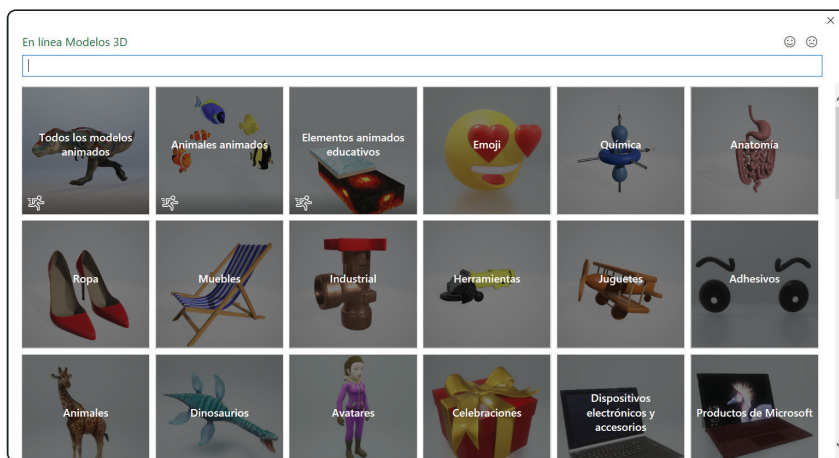 En línea Modelos 3D
Todos los modelos
animados
Animales animados
Elementos animados
educativos
Emoji
Química
Anatomía
Ropa
Muebles
Industrial
Herramientas
Juguetes
Adhesivos
Animales
Dinosaurios
Avatares
Celebraciones
Dispositivos
electrónicos y
accesorios
Productos de Microsoft